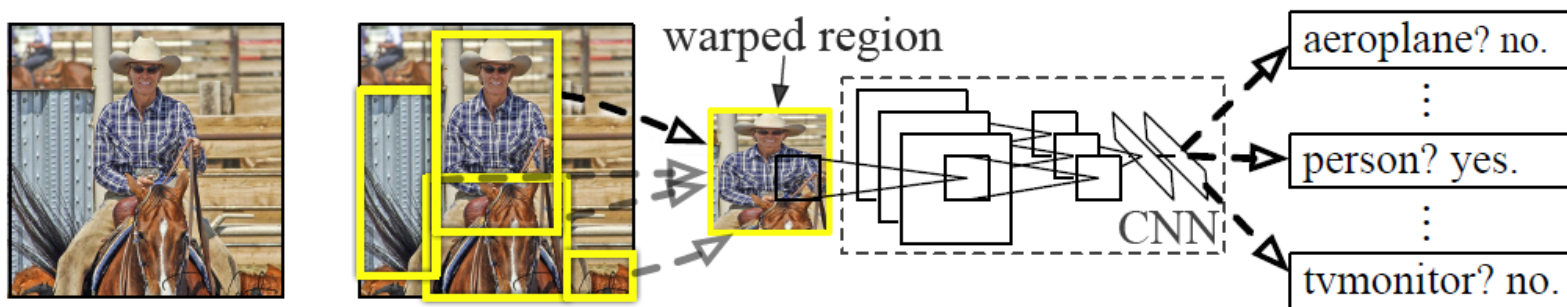 warped region
CNN
aeroplane? no.
person? yes.
tvmonitor? no.